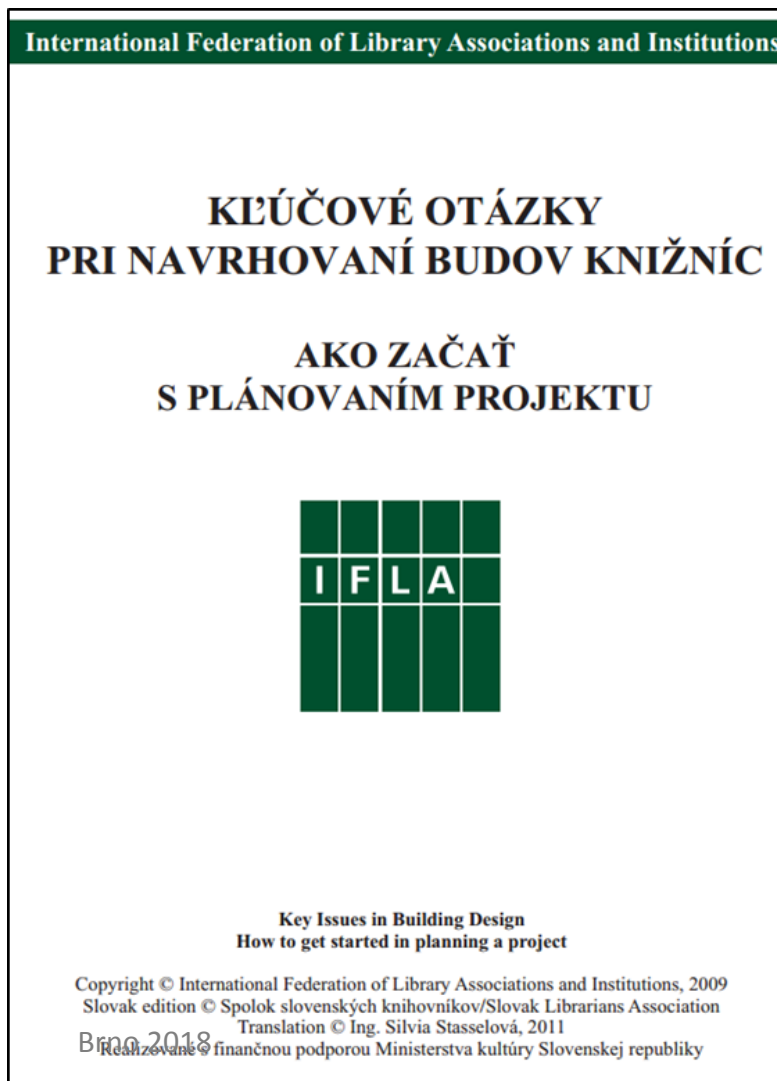 International Federation of Library Associations and Institutions
KĽÚČOVÉ OTÁZKY
PRI NAVRHOVANÍ BUDOV KNIŽNÍC
AKO ZAČAŤ
S PLÁNOVANÍM PROJEKTU
I F L A
Key Issues in Building Design
How to get started in planning a project
Copyright © International Federation of Library Associations and Institutions, 2009
Slovak edition © Spolok slovenských knihovníkov/Slovak Librarians Association
Translation © Ing. Silvia Stasselová, 2011
Brno 2018
Realizované s finančnou podporou Ministerstva kultúry Slovenskej republiky